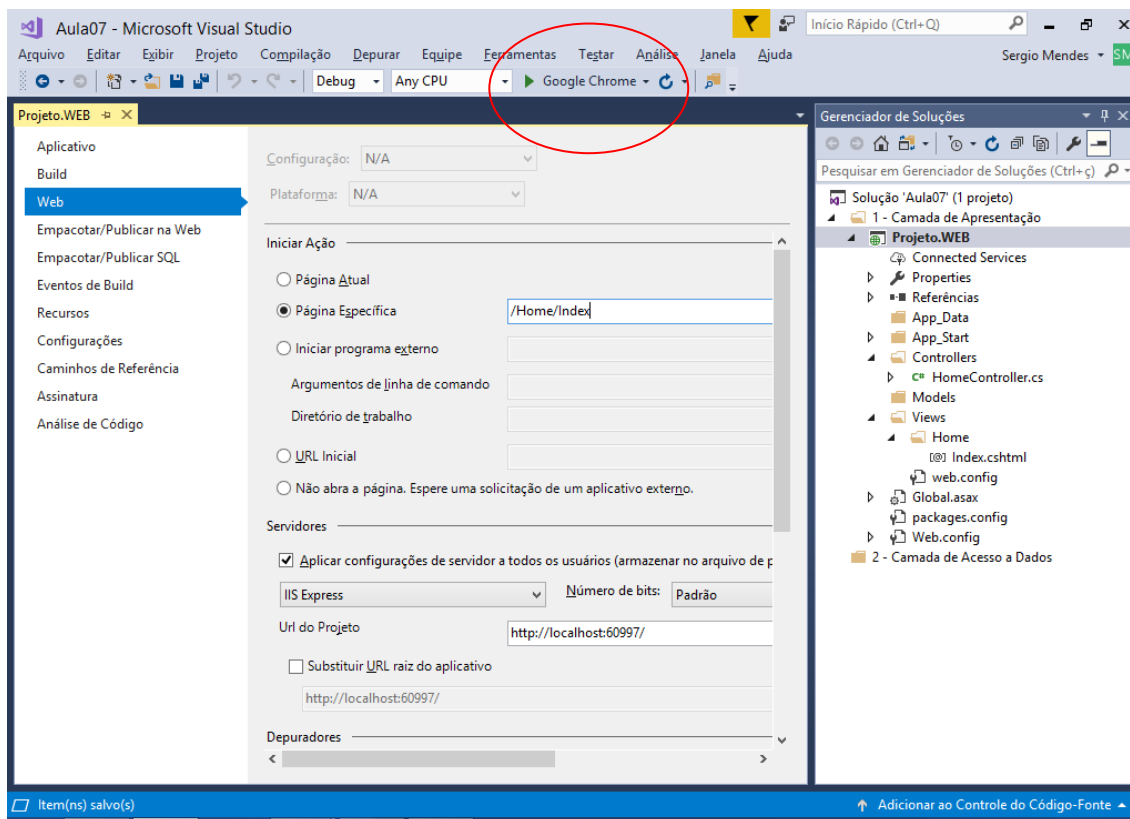 Aula07 - Microsoft Visual Studio
Início Rápido (Ctrl+Q)
Arquivo Editar Exibir Projeto Compilação Depurar Equipe Ferramentas Testar Análise Janela Ajuda
Sergio Mendes SM
Debug Any CPU Google Chrome
Projeto.WEB
Aplicativo
Build
Web
Empacotar/Publicar na Web
Empacotar/Publicar SQL
Eventos de Build
Recursos
Configurações
Caminhos de Referência
Assinatura
Análise de Código
Configuração: N/A
Plataforma: N/A
Iniciar Ação
Página Atual
Página Específica /Home/Index
Iniciar programa externo
Argumentos de linha de comando
Diretório de trabalho
URL Inicial
Não abra a página. Espere uma solicitação de um aplicativo externo.
Servidores
Aplicar configurações de servidor a todos os usuários (armazenar no arquivo de p
IIS Express Número de bits: Padrão
Url do Projeto http://localhost:60997/
Substituir URL raiz do aplicativo
http://localhost:60997/
Depuradores
Gerenciador de Soluções
Pesquisar em Gerenciador de Soluções (Ctrl+ç)
Solução 'Aula07' (1 projeto)
1 - Camada de Apresentação
Projeto.WEB
Connected Services
Properties
Referências
App_Data
App_Start
Controllers
C# HomeController.cs
Models
Views
Home
[@] Index.cshtml
web.config
Global.asax
packages.config
Web.config
2 - Camada de Acesso a Dados
Item(ns) salvo(s)
Adicionar ao Controle do Código-Fonte